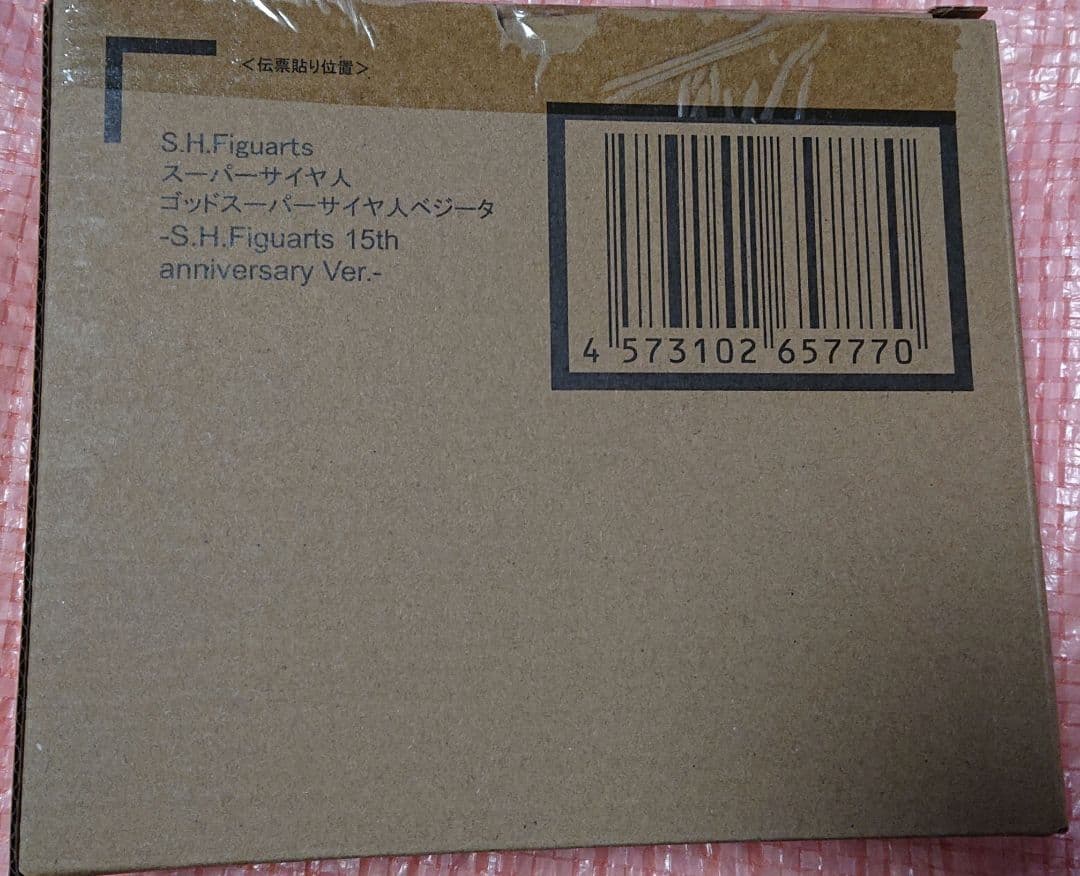 ＜伝票貼り位置＞
S.H.Figuarts
スーパーサイヤ人
ゴッドスーパーサイヤ人ベジータ
-S.H.Figuarts 15th
anniversary Ver.-
4 573102 657770